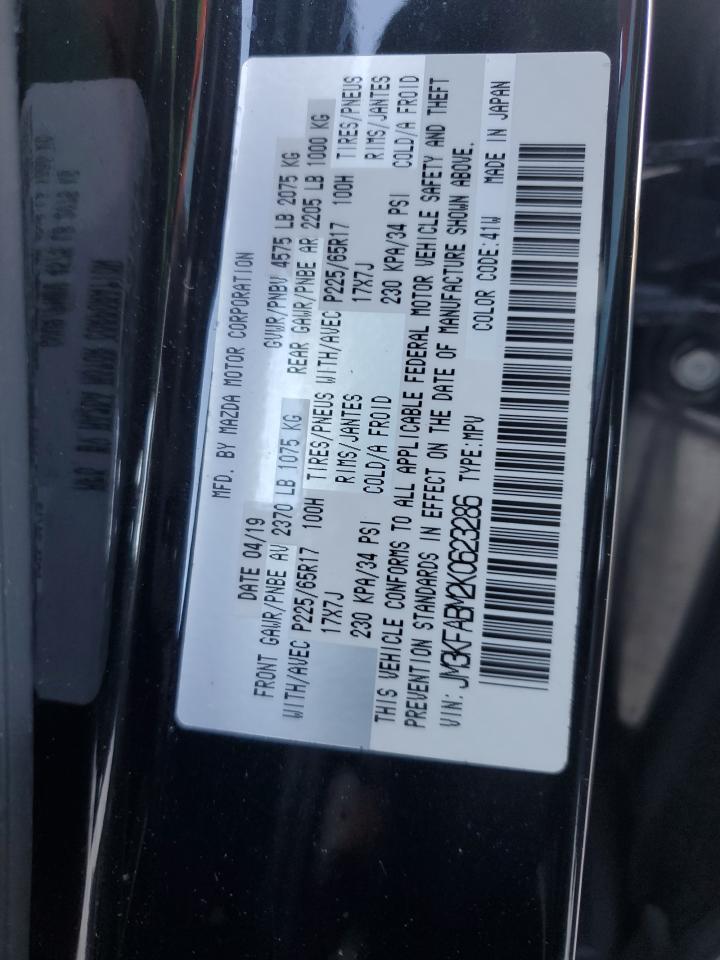 MFD. BY MAZDA MOTOR CORPORATION
DATE 04/19 GVWR/PNBV 4575 LB 2075 KG
FRONT GAWR/PNBE AV 2370 LB 1075 KG REAR GAWR/PNBE AR 2205 LB 1000 KG
WITH/AVEC P225/65R17 100H TIRES/PNEUS WITH/AVEC P225/65R17 100H TIRES/PNEUS
17X7J RIMS/JANTES 17X7J RIMS/JANTES
230 KPA/34 PSI COLD/A FROID 230 KPA/34 PSI COLD/A FROID
THIS VEHICLE CONFORMS TO ALL APPLICABLE FEDERAL MOTOR VEHICLE SAFETY AND THEFT
PREVENTION STANDARDS IN EFFECT ON THE DATE OF MANUFACTURE SHOWN ABOVE.
VIN: JM3KFABM2K0623286 TYPE:MPV COLOR CODE:41W MADE IN JAPAN